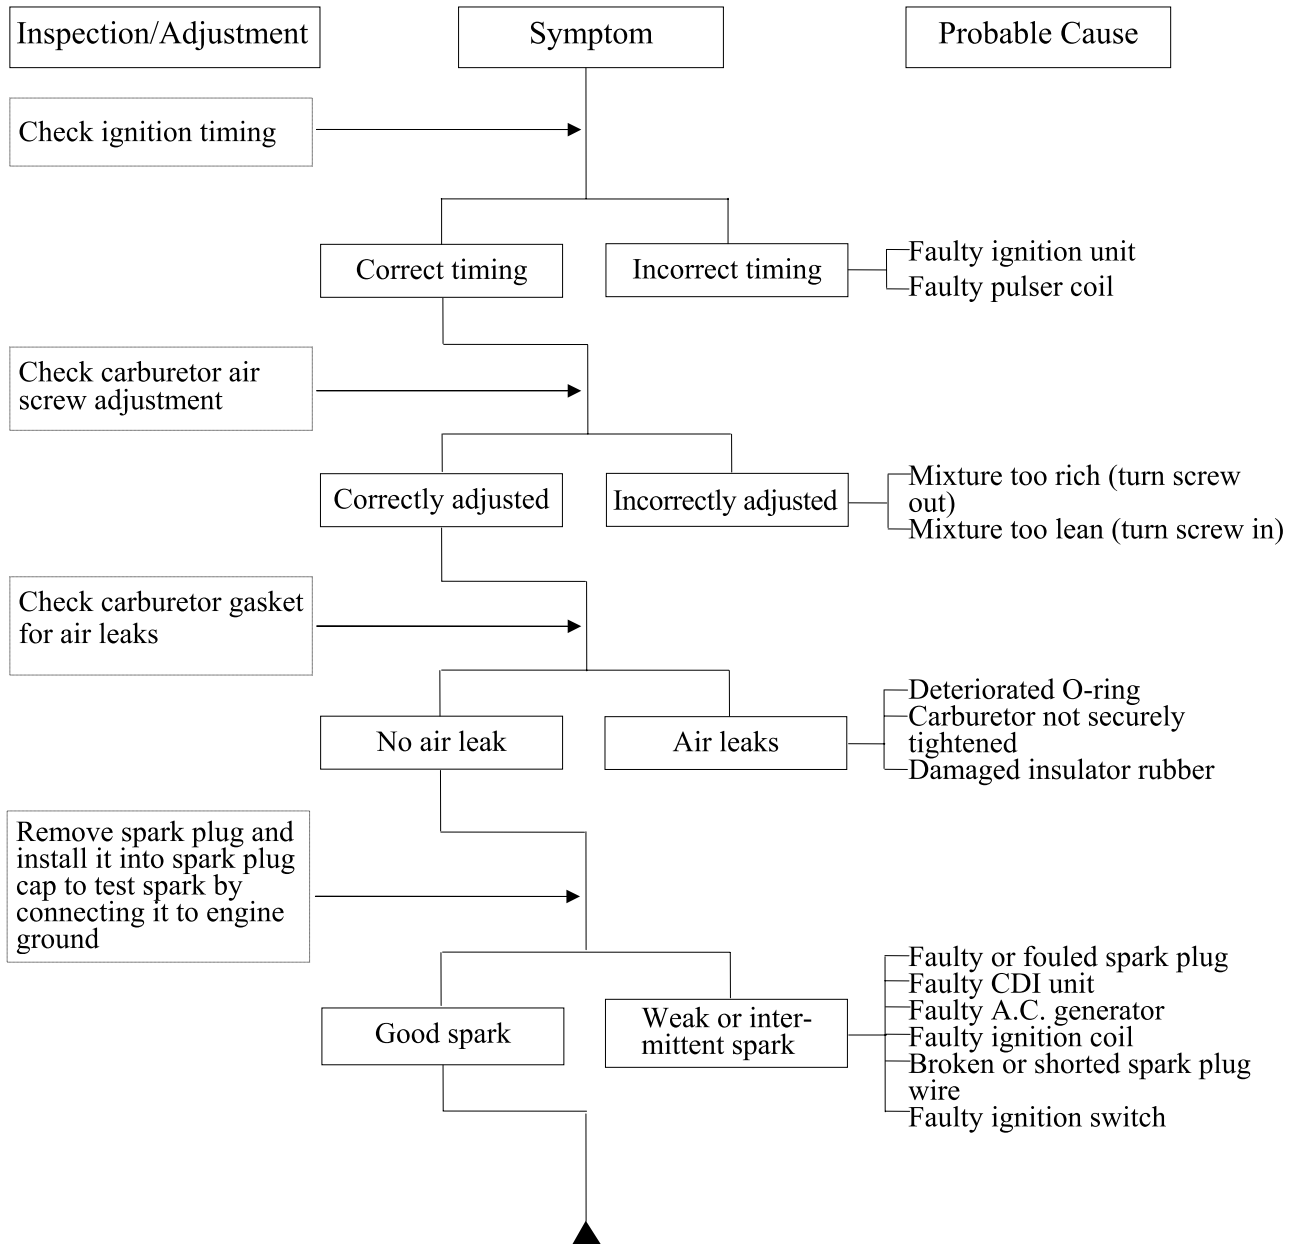 Inspection/Adjustment
Symptom
Probable Cause
Check ignition timing
Correct timing
Incorrect timing
Faulty ignition unit
Faulty pulser coil
Check carburetor air
screw adjustment
Correctly adjusted
Incorrectly adjusted
Mixture too rich (turn screw
out)
Mixture too lean (turn screw in)
Check carburetor gasket
for air leaks
No air leak
Air leaks
Deteriorated O-ring
Carburetor not securely
tightened
Damaged insulator rubber
Remove spark plug and
install it into spark plug
cap to test spark by
connecting it to engine
ground
Good spark
Weak or inter-
mittent spark
Faulty or fouled spark plug
Faulty CDI unit
Faulty A.C. generator
Faulty ignition coil
Broken or shorted spark plug
wire
Faulty ignition switch